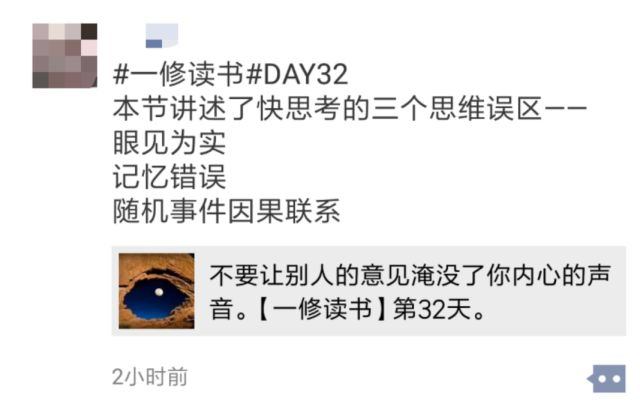 #一修读书#DAY32
本节讲述了快思考的三个思维误区——
眼见为实
记忆错误
随机事件因果联系
不要让别人的意见淹没了你内心的声
音。【一修读书】第32天。
2小时前